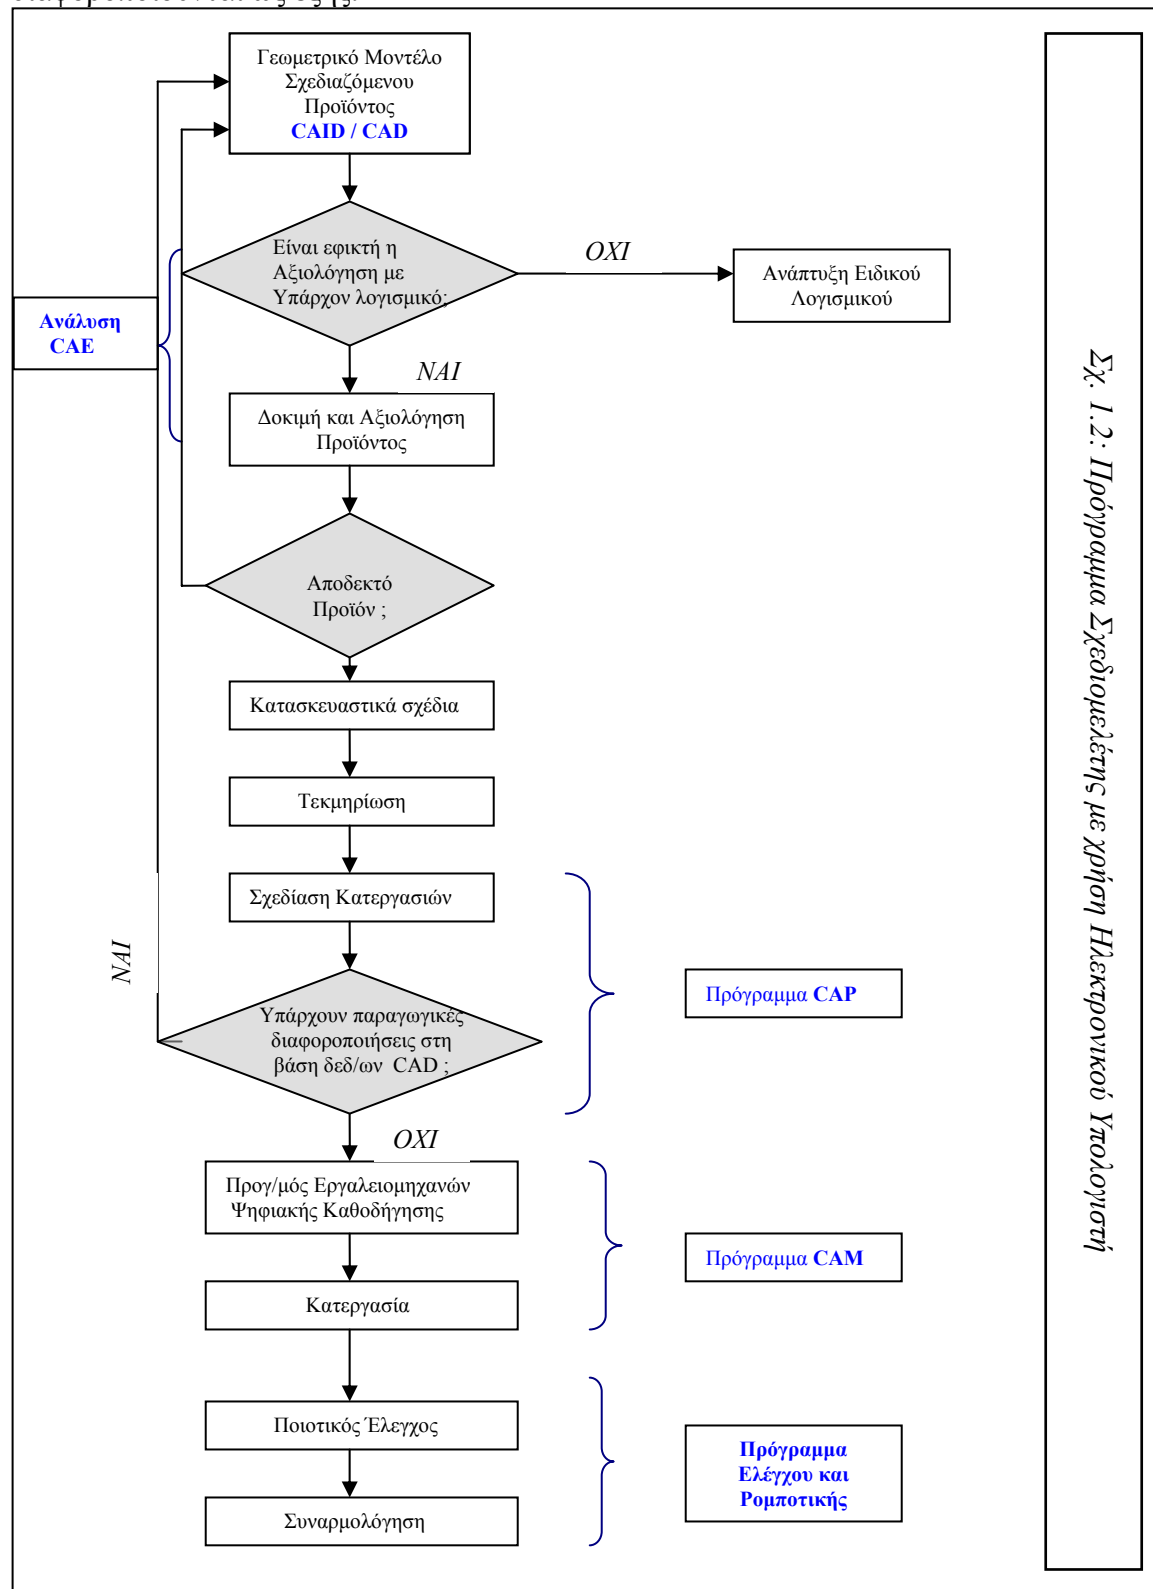 Γεωμετρικό Μοντέλο
Σχεδιαζόμενου
Προϊόντος
CAID / CAD
Είναι εφικτή η
Αξιολόγηση με
Υπάρχον λογισμικό;
ΟΧΙ
Ανάπτυξη Ειδικού
Λογισμικού
Ανάλυση
CAE
ΝΑΙ
Δοκιμή και Αξιολόγηση
Προϊόντος
Αποδεκτό
Προϊόν ;
Κατασκευαστικά σχέδια
Τεκμηρίωση
Σχεδίαση Κατεργασιών
ΝΑΙ
Υπάρχουν παραγωγικές
διαφοροποιήσεις στη
βάση δεδ/ων CAD ;
Πρόγραμμα CAP
ΟΧΙ
Προγ/μός Εργαλειομηχανών
Ψηφιακής Καθοδήγησης
Πρόγραμμα CAM
Κατεργασία
Ποιοτικός Έλεγχος
Πρόγραμμα
Ελέγχου και
Ρομποτικής
Συναρμολόγηση
Σχ. 1.2: Πρόγραμμα Σχεδιομελέτης με χρήση Ηλεκτρονικού Υπολογιστή